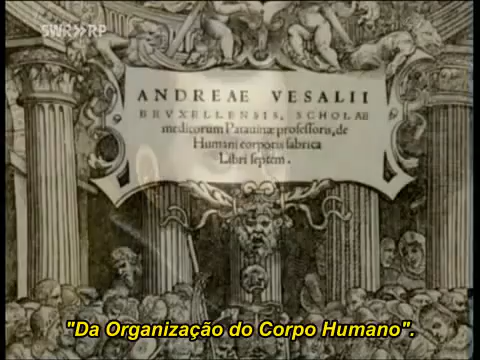 SWR»RP
ANDREAE VESALII
BRVXELLENSIS, SCHOLAE
medicorum Patauinæ professoris, de
Humani corporis fabrica
Libri septem.
"Da Organização do Corpo Humano".